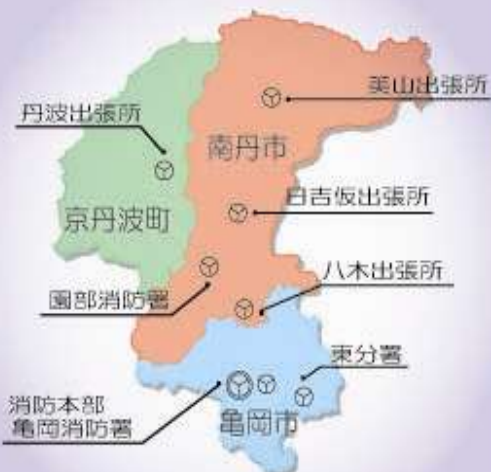 美山出張所
丹波出張所
南丹市
日吉仮出張所
京丹波町
八木出張所
園部消防署
東分署
消防本部
亀岡消防署
亀岡市